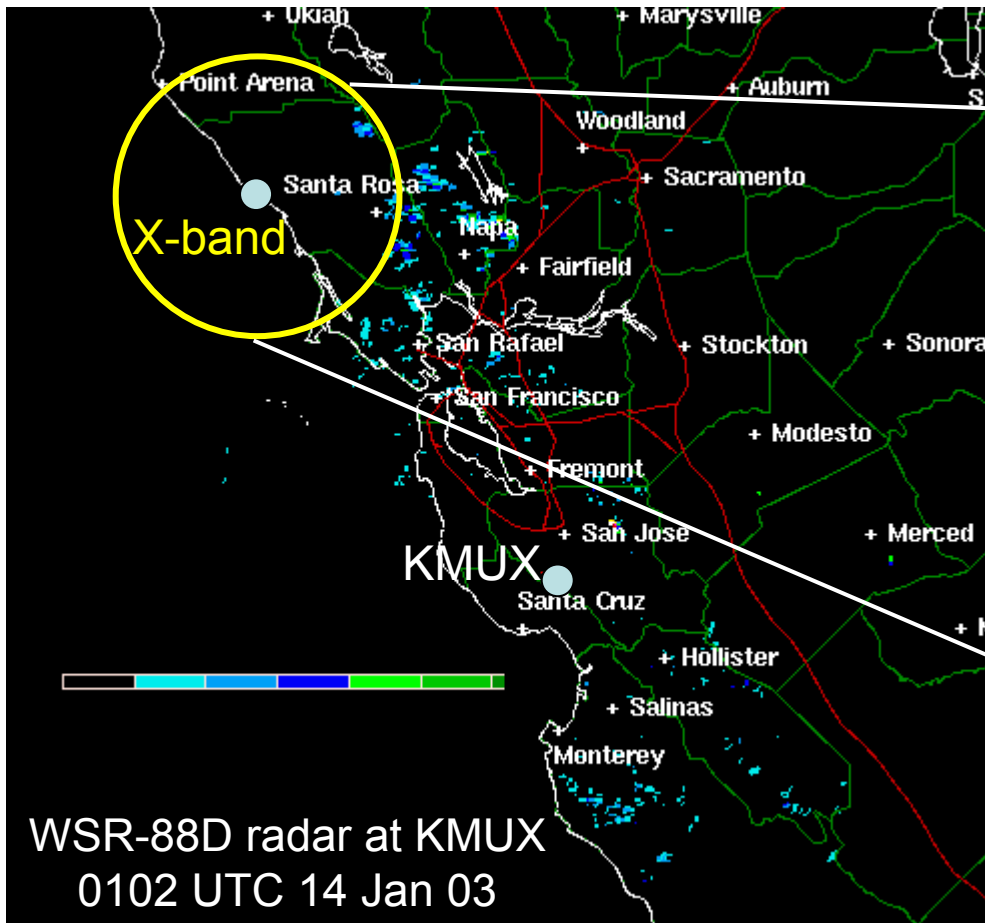 + Ukiah
+ Marysville
+ Point Arena
+ Auburn
S
Woodland
+
Santa Rosa
+
+ Sacramento
X-band
Napa
+
+ Fairfield
+ San Rafael
+ Stockton
+ Sonora
+ San Francisco
+ Modesto
+ Fremont
+ San Jose
+ Merced
KMUX
Santa Cruz
+
+ Hollister
+ Salinas
+
Monterey
WSR-88D radar at KMUX
0102 UTC 14 Jan 03